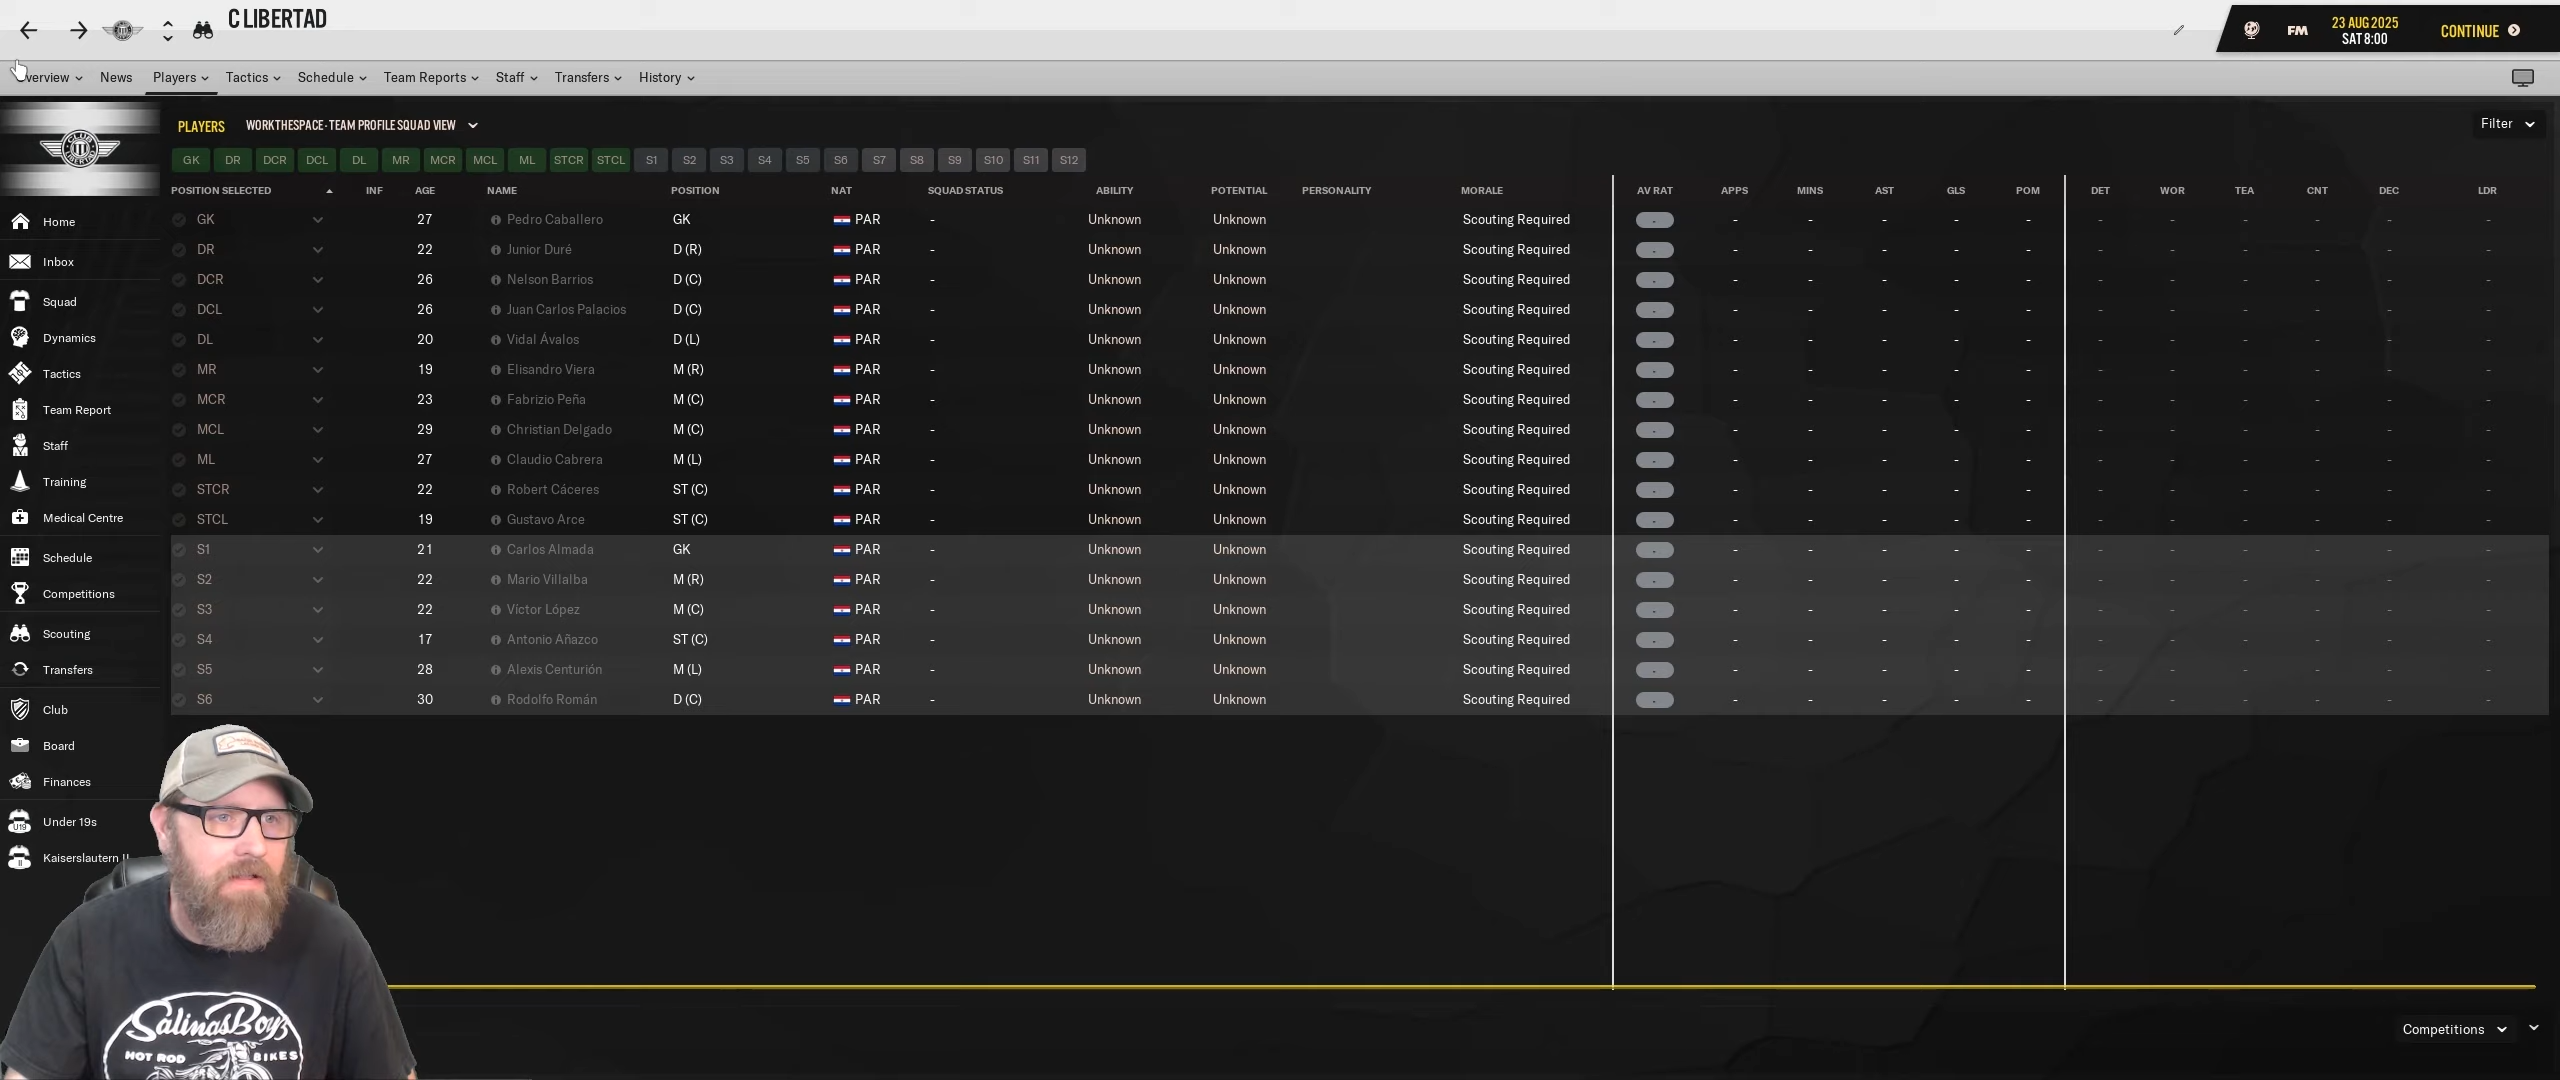 C LIBERTAD
FM 23 AUG 2025 SAT 8:00 CONTINUE
verview News Players Tactics Schedule Team Reports Staff Transfers History
PLAYERS WORKTHESPACE - TEAM PROFILE SQUAD VIEW Filter
GK DR DCR DCL DL MR MCR MCL ML STCR STCL S1 S2 S3 S4 S5 S6 S7 S8 S9 S10 S11 S12
POSITION SELECTED INF AGE NAME POSITION NAT SQUAD STATUS ABILITY POTENTIAL PERSONALITY MORALE AV RAT APPS MINS AST GLS POM DET WOR TEA CNT DEC LDR
GK 27 Pedro Caballero GK PAR - Unknown Unknown Scouting Required - - - - - - - - - - - -
DR 22 Junior Duré D (R) PAR - Unknown Unknown Scouting Required - - - - - - - - - - - -
DCR 26 Nelson Barrios D (C) PAR - Unknown Unknown Scouting Required - - - - - - - - - - - -
DCL 26 Juan Carlos Palacios D (C) PAR - Unknown Unknown Scouting Required - - - - - - - - - - - -
DL 20 Vidal Ávalos D (L) PAR - Unknown Unknown Scouting Required - - - - - - - - - - - -
MR 19 Elisandro Viera M (R) PAR - Unknown Unknown Scouting Required - - - - - - - - - - - -
MCR 23 Fabrizio Peña M (C) PAR - Unknown Unknown Scouting Required - - - - - - - - - - - -
MCL 29 Christian Delgado M (C) PAR - Unknown Unknown Scouting Required - - - - - - - - - - - -
ML 27 Claudio Cabrera M (L) PAR - Unknown Unknown Scouting Required - - - - - - - - - - - -
STCR 22 Robert Cáceres ST (C) PAR - Unknown Unknown Scouting Required - - - - - - - - - - - -
STCL 19 Gustavo Arce ST (C) PAR - Unknown Unknown Scouting Required - - - - - - - - - - - -
S1 21 Carlos Almada GK PAR - Unknown Unknown Scouting Required - - - - - - - - - - - -
S2 22 Mario Villalba M (R) PAR - Unknown Unknown Scouting Required - - - - - - - - - - - -
S3 22 Víctor López M (C) PAR - Unknown Unknown Scouting Required - - - - - - - - - - - -
S4 17 Antonio Añazco ST (C) PAR - Unknown Unknown Scouting Required - - - - - - - - - - - -
S5 28 Alexis Centurión M (L) PAR - Unknown Unknown Scouting Required - - - - - - - - - - - -
S6 30 Rodolfo Román D (C) PAR - Unknown Unknown Scouting Required - - - - - - - - - - - -
Home
Inbox
Squad
Dynamics
Tactics
Team Report
Staff
Training
Medical Centre
Schedule
Competitions
Scouting
Transfers
Club
Board
Finances
Under 19s
Kaiserslautern II
Salinas Boys
HOT ROD BIKES
Competitions